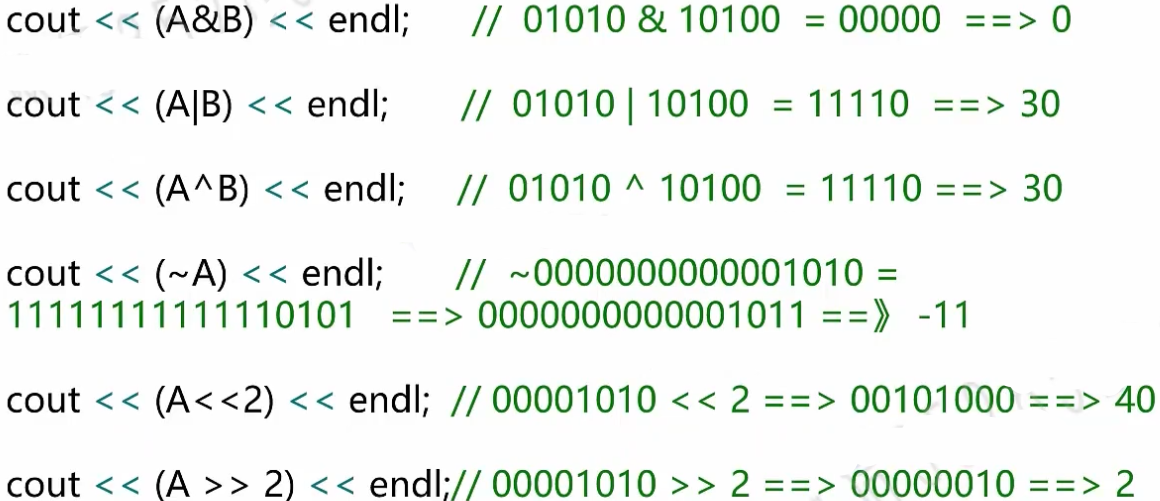 cout << (A&B) << endl; // 01010 & 10100 = 00000 ==> 0
cout << (A|B) << endl; // 01010 | 10100 = 11110 ==> 30
cout << (A^B) << endl; // 01010 ^ 10100 = 11110 ==> 30
cout << (~A) << endl; // ~0000000000001010 =
1111111111110101 ==> 0000000000001011 ==》 -11
cout << (A<<2) << endl; // 00001010 << 2 ==> 00101000 ==> 40
cout << (A >> 2) << endl;// 00001010 >> 2 ==> 00000010 ==> 2